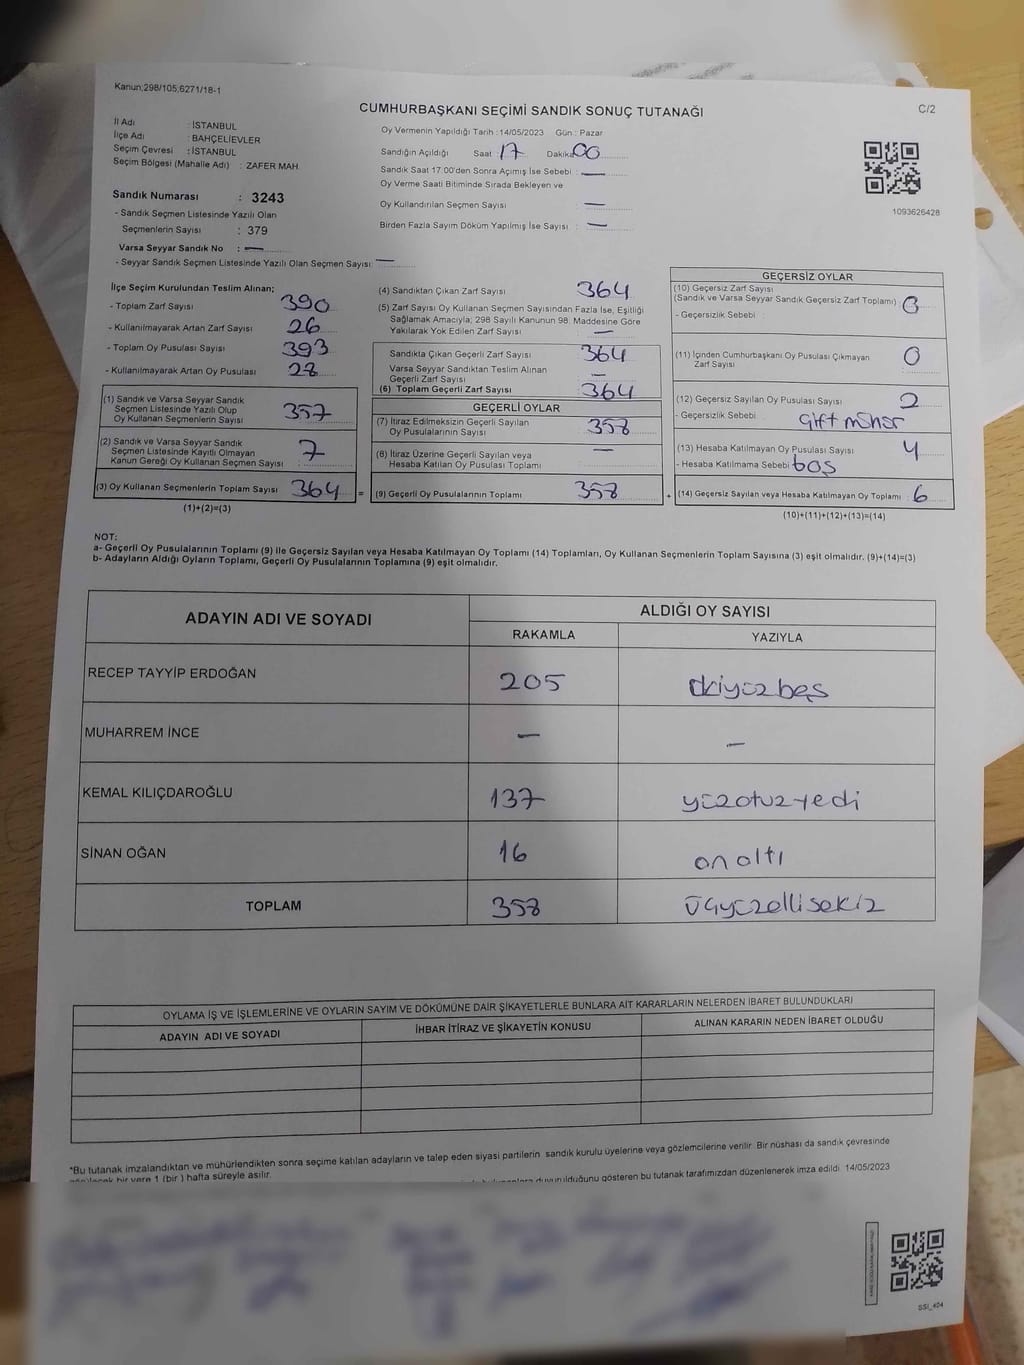 Kanun;298/105;6271/18-1
C/2
CUMHURBAŞKANI SEÇİMİ SANDIK SONUÇ TUTANAĞI
İl Adı : İSTANBUL
İlçe Adı : BAHÇELİEVLER
Seçim Çevresi : İSTANBUL
Seçim Bölgesi (Mahalle Adı) : ZAFER MAH.
Sandık Numarası : 3243
- Sandık Seçmen Listesinde Yazılı Olan
Seçmenlerin Sayısı : 379
Varsa Seyyar Sandık No : —
- Seyyar Sandık Seçmen Listesinde Yazılı Olan Seçmen Sayısı: —
Oy Vermenin Yapıldığı Tarih : 14/05/2023 Gün : Pazar
Sandığın Açıldığı Saat : 17 Dakika 00
Sandık Saat 17.00'den Sonra Açımış İse Sebebi : —
Oy Verme Saati Bitiminde Sırada Bekleyen ve
Oy Kullandırılan Seçmen Sayısı : —
Birden Fazla Sayım Döküm Yapılmış İse Sayısı : —
1093626428
İlçe Seçim Kurulundan Teslim Alınan;
- Toplam Zarf Sayısı 390
- Kullanılmayarak Artan Zarf Sayısı 26
- Toplam Oy Pusulası Sayısı 393
- Kullanılmayarak Artan Oy Pusulası 28
(1) Sandık ve Varsa Seyyar Sandık
Seçmen Listesinde Yazılı Olup
Oy Kullanan Seçmenlerin Sayısı 357
(2) Sandık ve Varsa Seyyar Sandık
Seçmen Listesinde Kayıtlı Olmayan
Kanun Gereği Oy Kullanan Seçmen Sayısı 7
(3) Oy Kullanan Seçmenlerin Toplam Sayısı 364 =
(1)+(2)=(3)
(4) Sandıktan Çıkan Zarf Sayısı 364
(5) Zarf Sayısı Oy Kullanan Seçmen Sayısından Fazla İse, Eşitliği
Sağlamak Amacıyla; 298 Sayılı Kanunun 98. Maddesine Göre
Yakılarak Yok Edilen Zarf Sayısı —
Sandıkta Çıkan Geçerli Zarf Sayısı 364
Varsa Seyyar Sandıktan Teslim Alınan
Geçerli Zarf Sayısı —
(6) Toplam Geçerli Zarf Sayısı 364
GEÇERLİ OYLAR
(7) İtiraz Edilmeksizin Geçerli Sayılan
Oy Pusulalarının Sayısı 358
(8) İtiraz Üzerine Geçerli Sayılan veya
Hesaba Katılan Oy Pusulası Toplamı —
(9) Geçerli Oy Pusulalarının Toplamı 358 +
GEÇERSİZ OYLAR
(10) Geçersiz Zarf Sayısı
(Sandık ve Varsa Seyyar Sandık Geçersiz Zarf Toplamı) 0
- Geçersizlik Sebebi :
(11) İçinden Cumhurbaşkanı Oy Pusulası Çıkmayan
Zarf Sayısı 0
(12) Geçersiz Sayılan Oy Pusulası Sayısı 2
- Geçersizlik Sebebi : Çift mühür
(13) Hesaba Katılmayan Oy Pusulası Sayısı 4
- Hesaba Katılmama Sebebi: boş
(14) Geçersiz Sayılan veya Hesaba Katılmayan Oy Toplamı : 6
(10)+(11)+(12)+(13)=(14)
NOT:
a- Geçerli Oy Pusulalarının Toplamı (9) ile Geçersiz Sayılan veya Hesaba Katılmayan Oy Toplamı (14) Toplamları, Oy Kullanan Seçmenlerin Toplam Sayısına (3) eşit olmalıdır. (9)+(14)=(3)
b- Adayların Aldığı Oyların Toplamı, Geçerli Oy Pusulalarının Toplamına (9) eşit olmalıdır.
ADAYIN ADI VE SOYADI
ALDIĞI OY SAYISI
RAKAMLA YAZIYLA
RECEP TAYYİP ERDOĞAN 205 ikiyüzbeş
MUHARREM İNCE — —
KEMAL KILIÇDAROĞLU 137 yüzotuzyedi
SİNAN OĞAN 16 onaltı
TOPLAM 358 üçyüzellisekiz
OYLAMA İŞ VE İŞLEMLERİNE VE OYLARIN SAYIM VE DÖKÜMÜNE DAİR ŞİKAYETLERLE BUNLARA AİT KARARLARIN NELERDEN İBARET BULUNDUKLARI
ADAYIN ADI VE SOYADI İHBAR İTİRAZ VE ŞİKAYETİN KONUSU ALINAN KARARIN NEDEN İBARET OLDUĞU
*Bu tutanak imzalandıktan ve mühürlendikten sonra seçime katılan adayların ve talep eden siyasi partilerin sandık kurulu üyelerine veya gözlemcilerine verilir. Bir nüshası da sandık çevresinde
bir yere 1 (bir) hafta süreyle asılır.
duyurulduğunu gösteren bu tutanak tarafımızdan düzenlenerek imza edildi. 14/05/2023
SSI_404